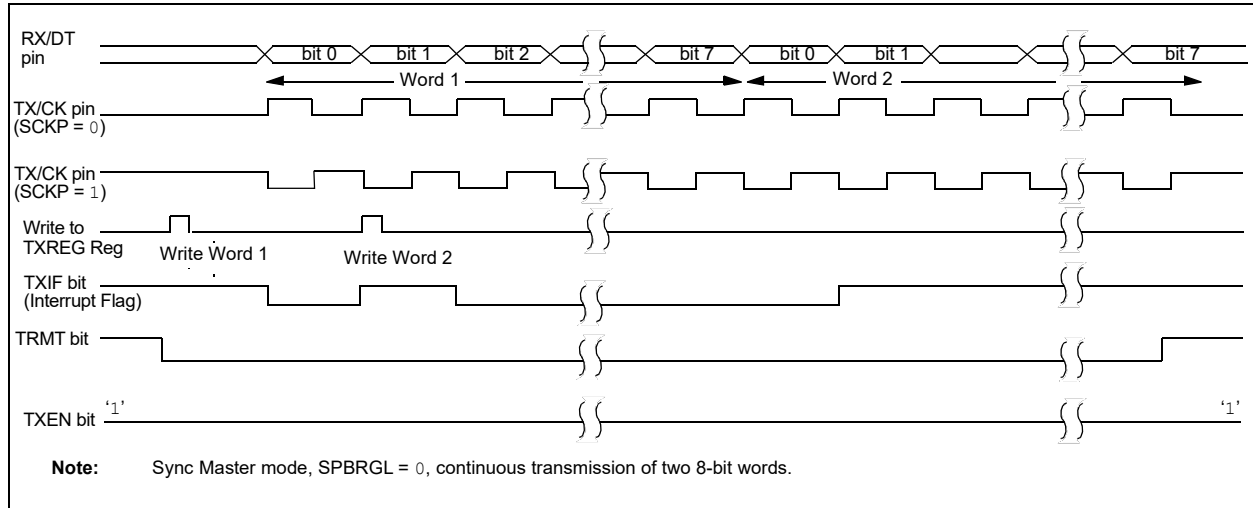 RX/DT
pin
bit 0 bit 1 bit 2 bit 7 bit 0 bit 1 bit 7
Word 1 Word 2
TX/CK pin
(SCKP = 0)
TX/CK pin
(SCKP = 1)
Write to
TXREG Reg
Write Word 1 Write Word 2
TXIF bit
(Interrupt Flag)
TRMT bit
TXEN bit ‘1’ ‘1’
Note: Sync Master mode, SPBRGL = 0, continuous transmission of two 8-bit words.